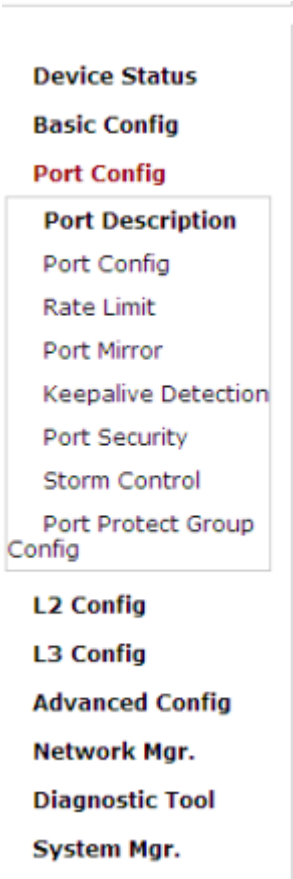 Device Status
Basic Config
Port Config
Port Description
Port Config
Rate Limit
Port Mirror
Keepalive Detection
Port Security
Storm Control
Port Protect Group
Config
L2 Config
L3 Config
Advanced Config
Network Mgr.
Diagnostic Tool
System Mgr.